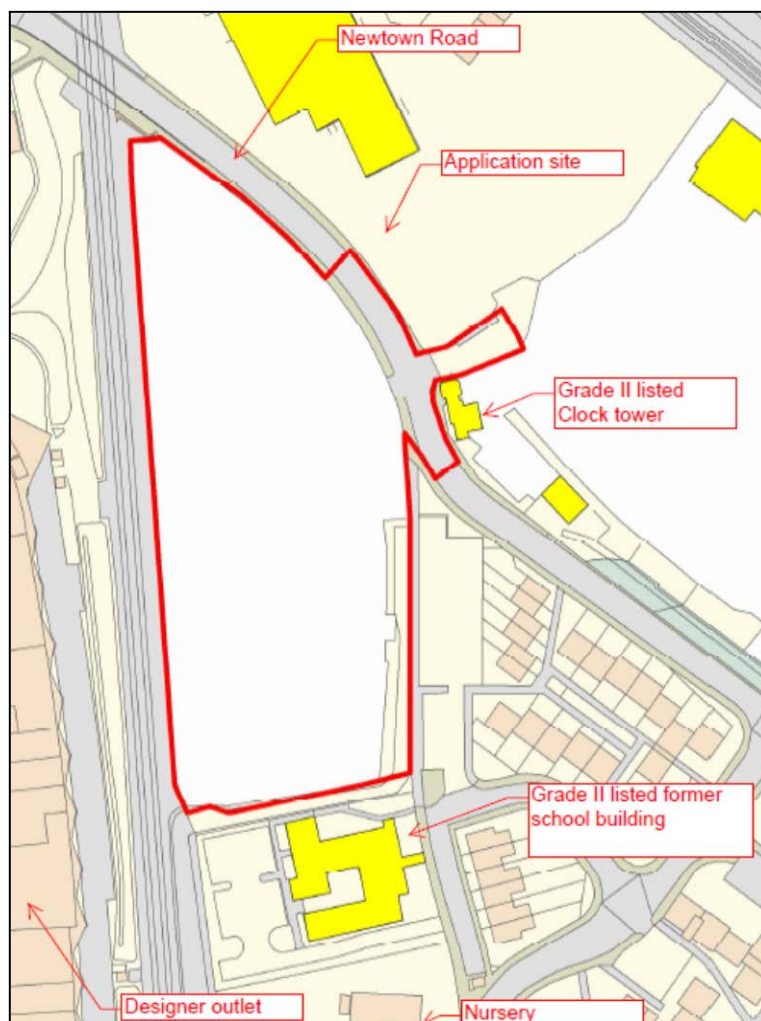 Newtown Road
Application site
Grade II listed
Clock tower
Grade II listed former
school building
Designer outlet
Nursery